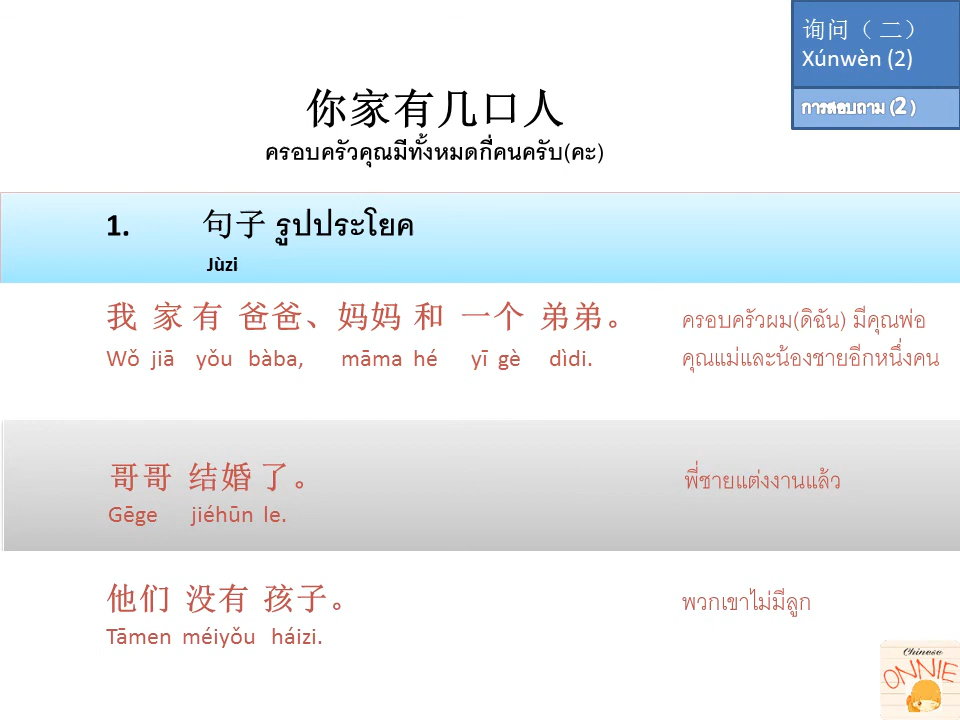 询问（ 二）
Xúnwèn (2)
การสอบถาม (2 )
你家有几口人
ครอบครัวคุณมีทั้งหมดกี่คนครับ(คะ)
1. 句子 รูปประโยค
Jùzi
我 家 有 爸爸、妈妈 和 一个 弟弟。
Wǒ jiā yǒu bàba, māma hé yī gè dìdi.
ครอบครัวผม(ดิฉัน) มีคุณพ่อ
คุณแม่และน้องชายอีกหนึ่งคน
哥哥 结婚 了。
Gēge jiéhūn le.
พี่ชายแต่งงานแล้ว
他们 没有 孩子。
Tāmen méiyǒu háizi.
พวกเขาไม่มีลูก
Chinese
ONNIE